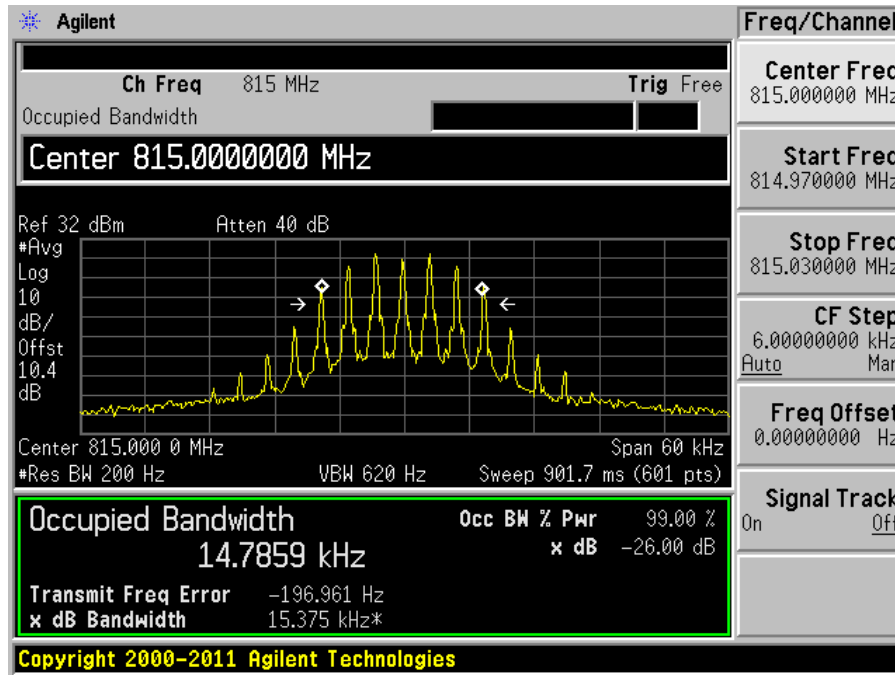 Agilent
Freq/Channel
Ch Freq 815 MHz Trig Free
Occupied Bandwidth
Center 815.0000000 MHz
Ref 32 dBm Atten 40 dB
#Avg
Log
10
dB/
Offst
10.4
dB
Center 815.000 0 MHz Span 60 kHz
#Res BW 200 Hz VBW 620 Hz Sweep 901.7 ms (601 pts)
Occupied Bandwidth
14.7859 kHz
Occ BW % Pwr 99.00 %
x dB -26.00 dB
Transmit Freq Error -196.961 Hz
x dB Bandwidth 15.375 kHz*
Copyright 2000-2011 Agilent Technologies
Center Freq
815.000000 MHz
Start Freq
814.970000 MHz
Stop Freq
815.030000 MHz
CF Step
6.00000000 kHz
Auto Man
Freq Offset
0.00000000 Hz
Signal Track
On Off